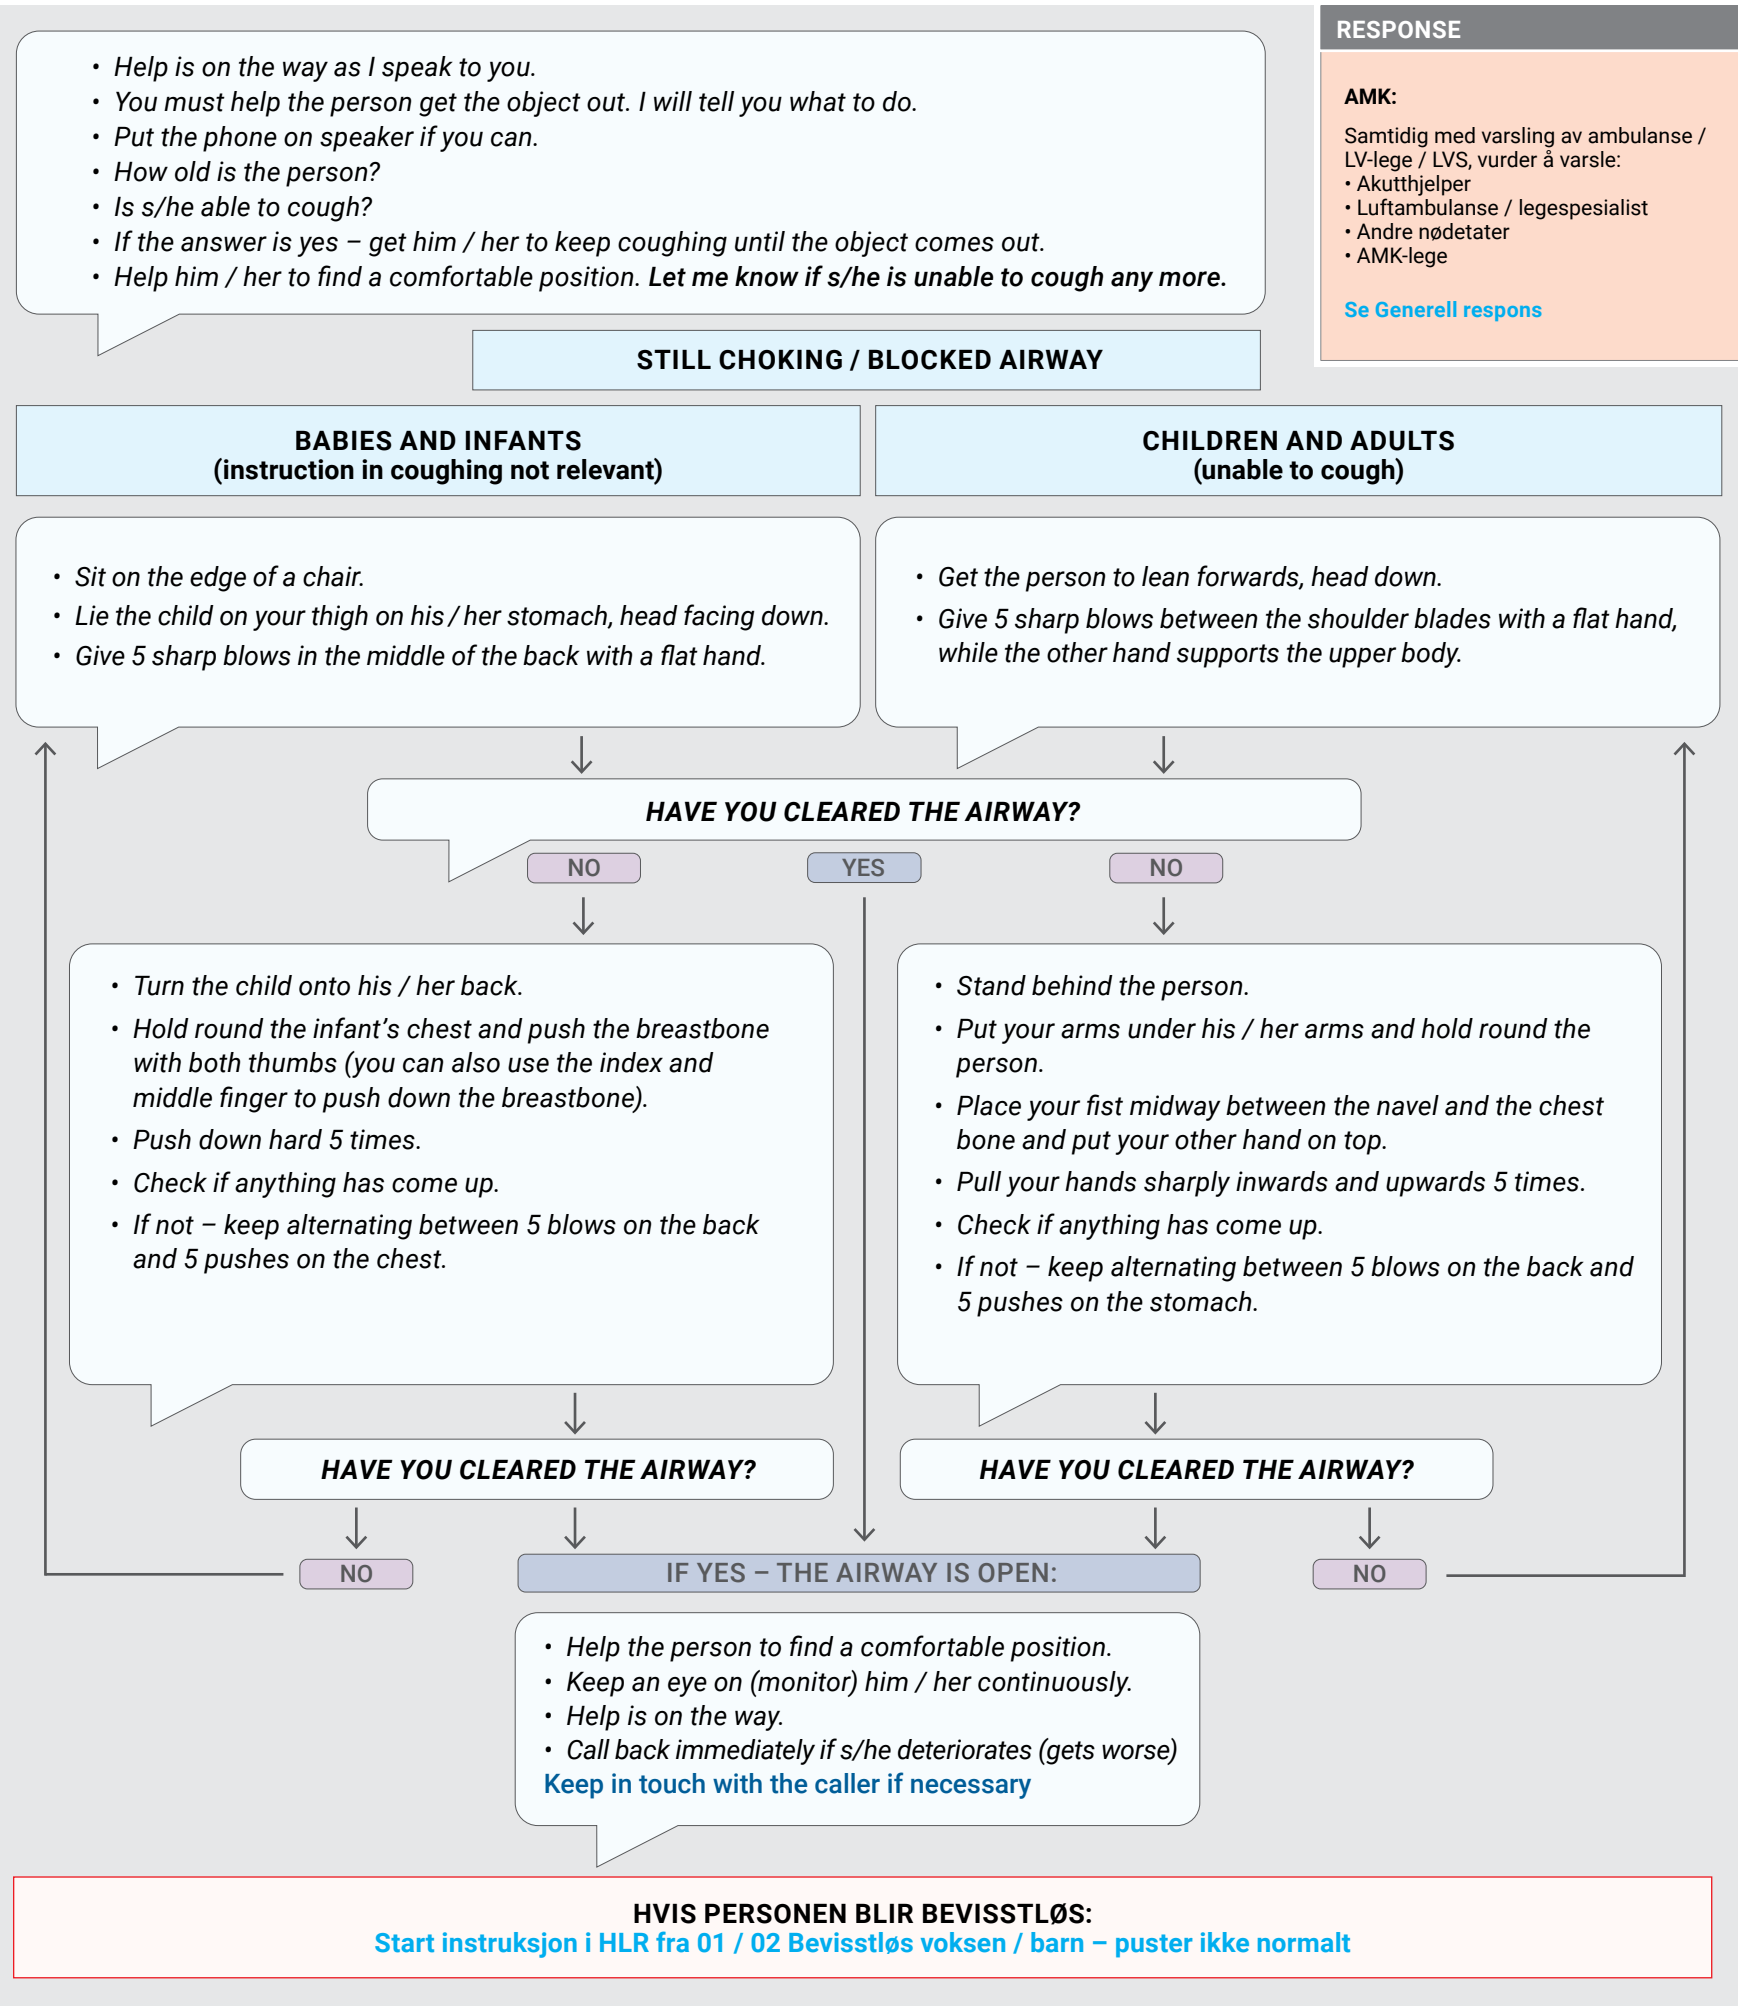 • Help is on the way as I speak to you.
• You must help the person get the object out. I will tell you what to do.
• Put the phone on speaker if you can.
• How old is the person?
• Is s/he able to cough?
• If the answer is yes – get him / her to keep coughing until the object comes out.
• Help him / her to find a comfortable position. Let me know if s/he is unable to cough any more.
RESPONSE
AMK:
Samtidig med varsling av ambulanse /
LV-lege / LVS, vurder å varsle:
• Akutthjelper
• Luftambulanse / legespesialist
• Andre nødetater
• AMK-lege
Se Generell respons
STILL CHOKING / BLOCKED AIRWAY
BABIES AND INFANTS
(instruction in coughing not relevant)
• Sit on the edge of a chair.
• Lie the child on your thigh on his / her stomach, head facing down.
• Give 5 sharp blows in the middle of the back with a flat hand.
CHILDREN AND ADULTS
(unable to cough)
• Get the person to lean forwards, head down.
• Give 5 sharp blows between the shoulder blades with a flat hand,
while the other hand supports the upper body.
HAVE YOU CLEARED THE AIRWAY?
NO
YES
NO
• Turn the child onto his / her back.
• Hold round the infant's chest and push the breastbone
with both thumbs (you can also use the index and
middle finger to push down the breastbone).
• Push down hard 5 times.
• Check if anything has come up.
• If not – keep alternating between 5 blows on the back
and 5 pushes on the chest.
• Stand behind the person.
• Put your arms under his / her arms and hold round the
person.
• Place your fist midway between the navel and the chest
bone and put your other hand on top.
• Pull your hands sharply inwards and upwards 5 times.
• Check if anything has come up.
• If not – keep alternating between 5 blows on the back and
5 pushes on the stomach.
HAVE YOU CLEARED THE AIRWAY?
HAVE YOU CLEARED THE AIRWAY?
NO
IF YES – THE AIRWAY IS OPEN:
NO
• Help the person to find a comfortable position.
• Keep an eye on (monitor) him / her continuously.
• Help is on the way.
• Call back immediately if s/he deteriorates (gets worse)
Keep in touch with the caller if necessary
HVIS PERSONEN BLIR BEVISSTLØS:
Start instruksjon i HLR fra 01 / 02 Bevisstløs voksen / barn – puster ikke normalt